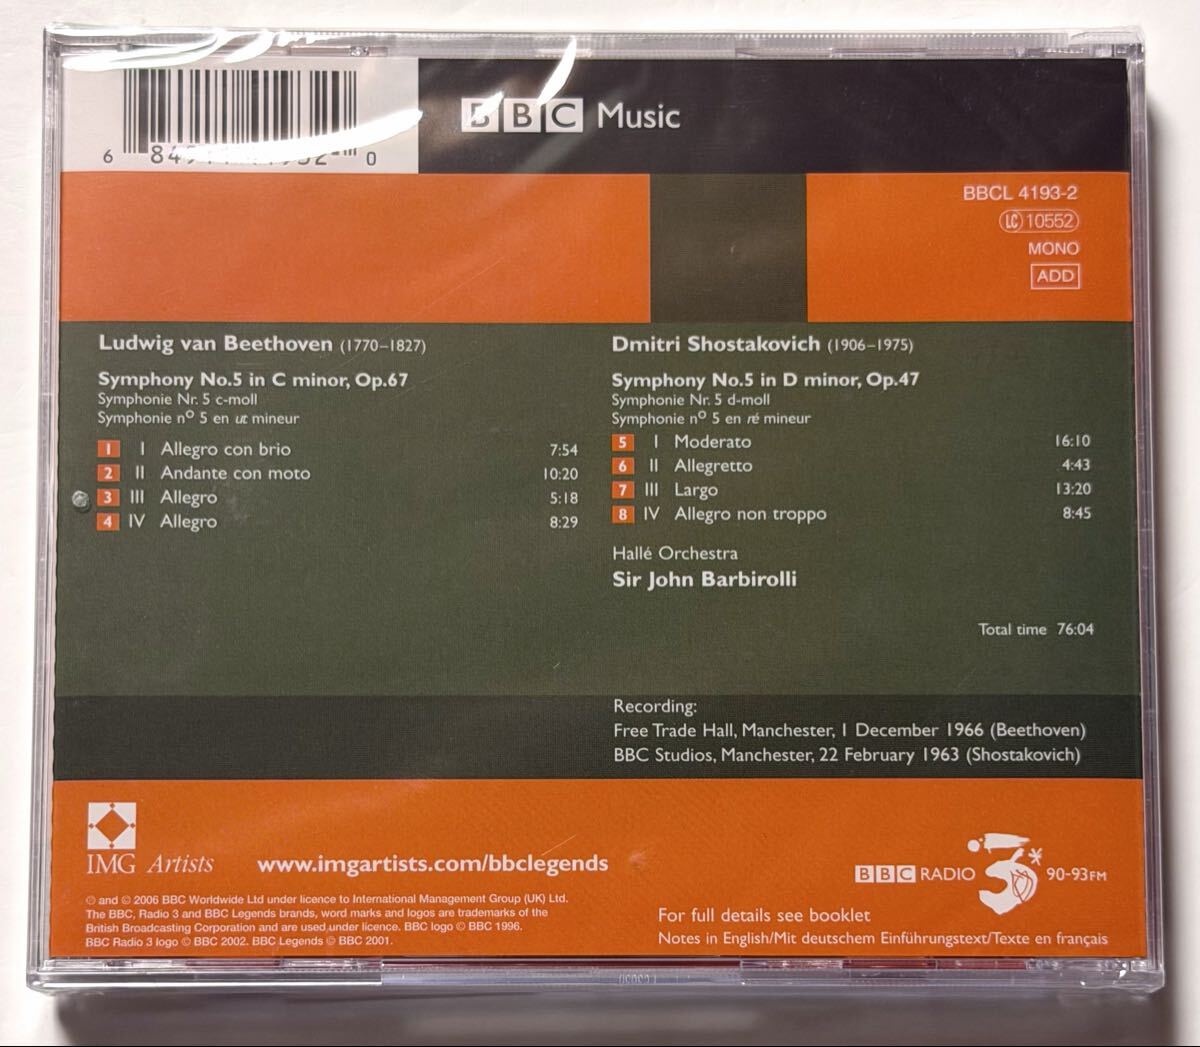 6
0
BBC Music
BBCL 4193-2
LC 10552
MONO
ADD
Ludwig van Beethoven (1770–1827)
Symphony No.5 in C minor, Op.67
Symphonie Nr. 5 c-moll
Symphonie nº 5 en ut mineur
1 I Allegro con brio 7:54
2 II Andante con moto 10:20
3 III Allegro 5:18
4 IV Allegro 8:29
Dmitri Shostakovich (1906–1975)
Symphony No.5 in D minor, Op.47
Symphonie Nr. 5 d-moll
Symphonie nº 5 en ré mineur
5 I Moderato 16:10
6 II Allegretto 4:43
7 III Largo 13:20
8 IV Allegro non troppo 8:45
Hallé Orchestra
Sir John Barbirolli
Total time 76:04
Recording:
Free Trade Hall, Manchester, 1 December 1966 (Beethoven)
BBC Studios, Manchester, 22 February 1963 (Shostakovich)
IMG Artists
www.imgartists.com/bbclegends
BBC RADIO 3 90-93FM
℗ and © 2006 BBC Worldwide Ltd under licence to International Management Group (UK) Ltd.
The BBC, Radio 3 and BBC Legends brands, word marks and logos are trademarks of the
British Broadcasting Corporation and are used under licence. BBC logo © BBC 1996.
BBC Radio 3 logo © BBC 2002. BBC Legends © BBC 2001.
For full details see booklet
Notes in English/Mit deutschem Einführungstext/Texte en français